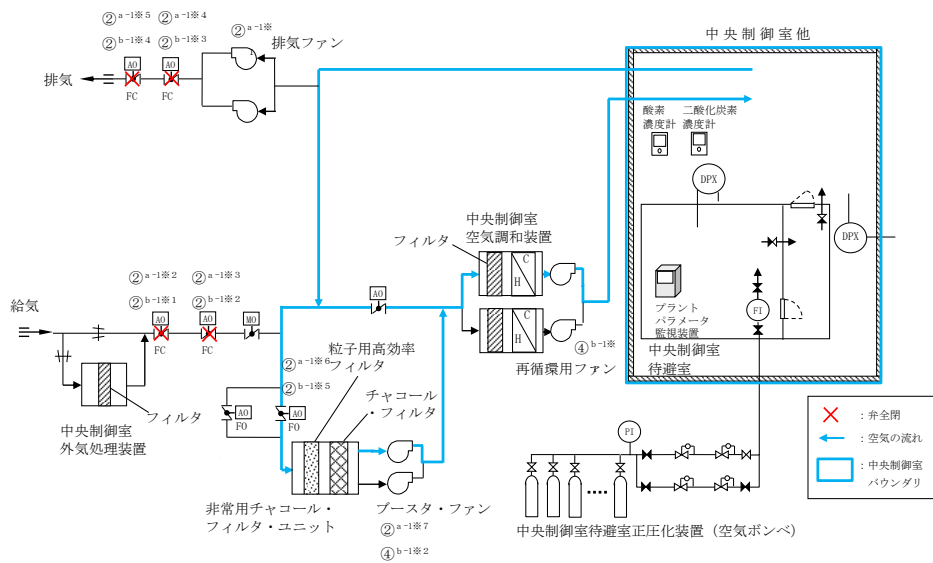 ②a-1※5 ②a-1※4
②b-1※4 ②b-1※3
②a-1※
排気ファン
AO AO
排気
FC FC
中央制御室他
酸素
濃度計
二酸化炭素
濃度計
DPX
DPX
中央制御室
空気調和装置
フィルタ
C
H
C
H
④b-1※
再循環用ファン
プラント
パラメータ
監視装置
FI
中央制御室
待避室
②a-1※2 ②a-1※3
②b-1※1 ②b-1※2
給気
AO AO MO
AO
FC FC
フィルタ
中央制御室
外気処理装置
②a-1※6
②b-1※5
粒子用高効率
フィルタ
チャコール
・フィルタ
AO AO
FO FO
非常用チャコール・
フィルタ・ユニット
ブースタ・ファン
②a-1※7
④b-1※2
PI
中央制御室待避室正圧化装置（空気ボンベ）
：弁全閉
：空気の流れ
：中央制御室
バウンダリ